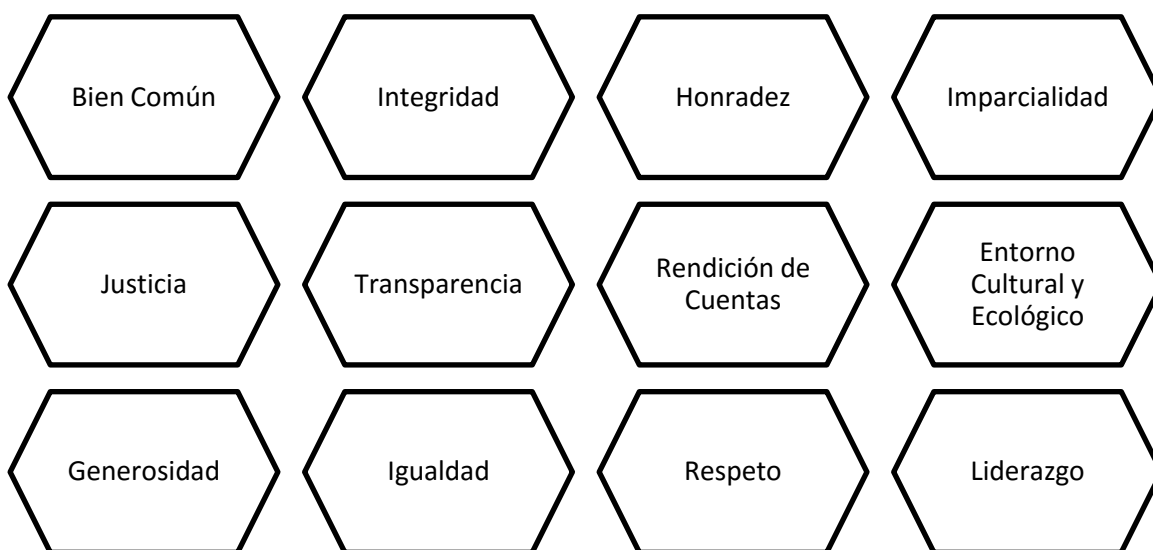 Bien Común
Integridad
Honradez
Imparcialidad
Justicia
Transparencia
Rendición de
Cuentas
Entorno
Cultural y
Ecológico
Generosidad
Igualdad
Respeto
Liderazgo